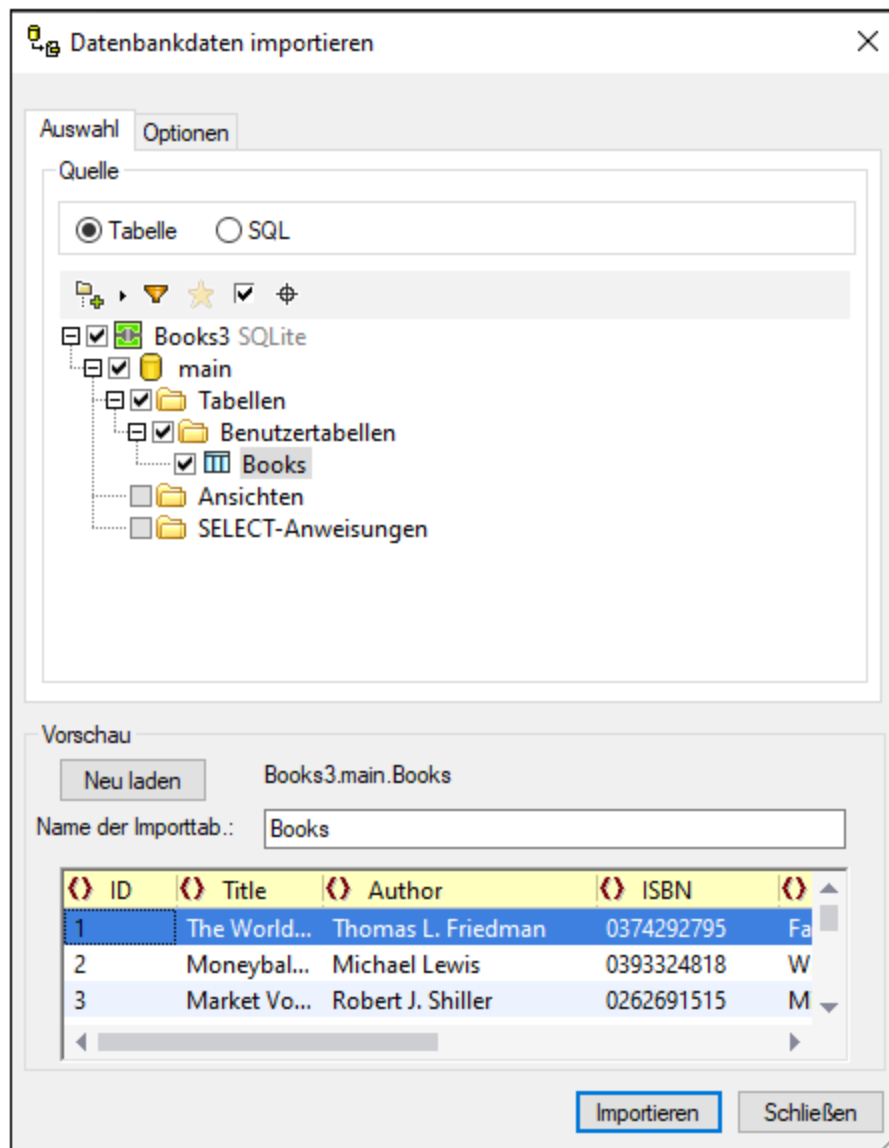 Datenbankdaten importieren
Auswahl Optionen
Quelle
Tabelle SQL
Books3 SQLite
main
Tabellen
Benutzertabellen
Books
Ansichten
SELECT-Anweisungen
Vorschau
Neu laden Books3.main.Books
Name der Importtab.: Books
ID Title Author ISBN
1 The World... Thomas L. Friedman 0374292795 Fa
2 Moneybal... Michael Lewis 0393324818 W
3 Market Vo... Robert J. Shiller 0262691515 M
Importieren Schließen